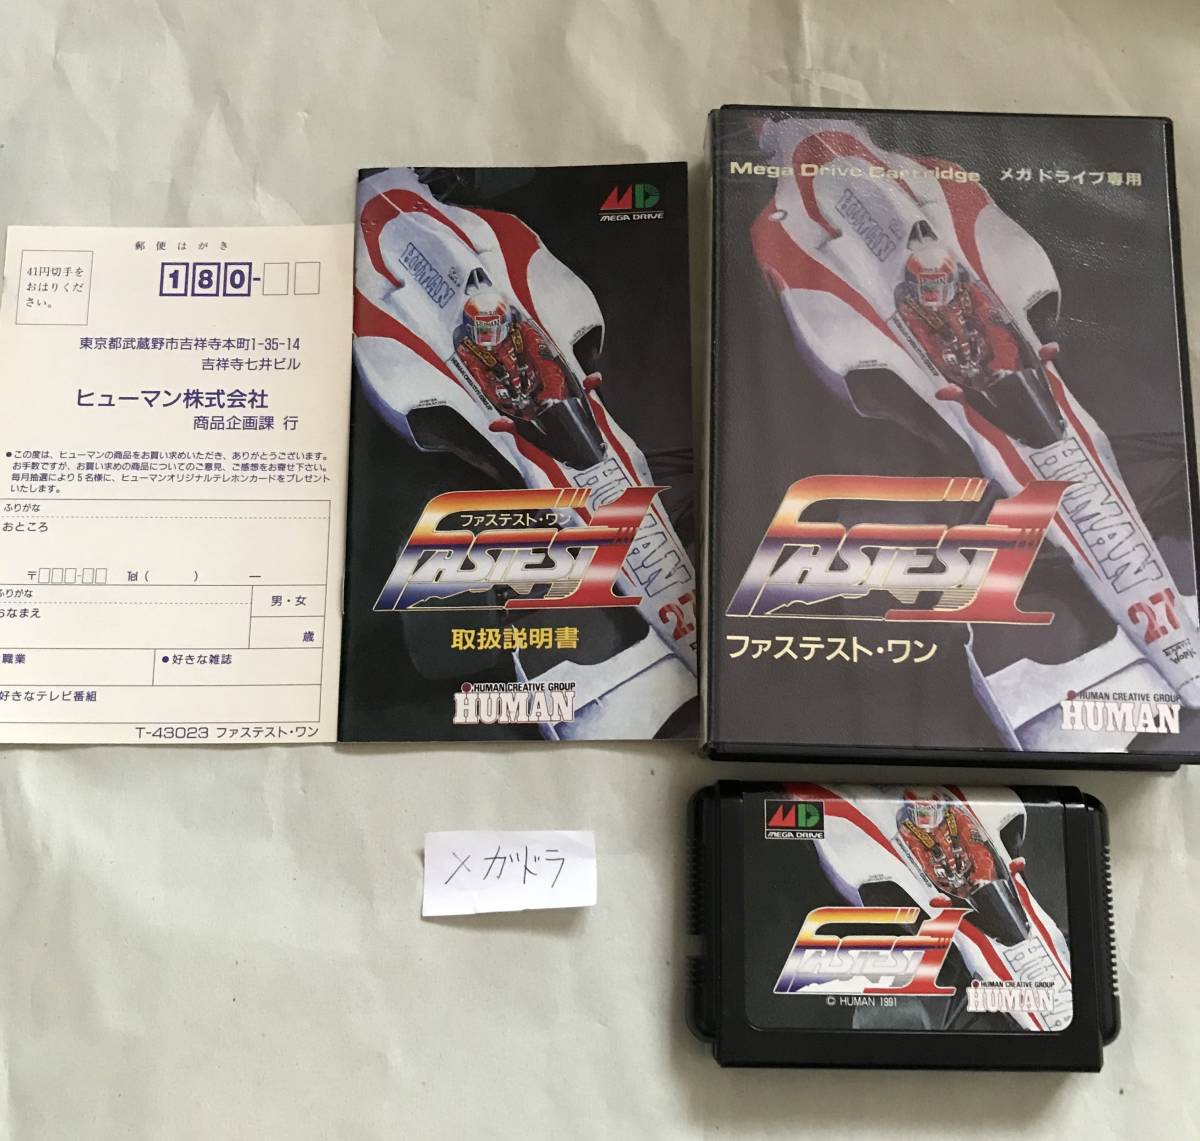 郵便はがき
41円切手を
おはりくだ
さい。
180-
東京都武蔵野市吉祥寺本町1-35-14
吉祥寺七井ビル
ヒューマン株式会社
商品企画課 行
●この度は、ヒューマンの商品をお買い求めいただき、ありがとうございます。
お手数ですが、お買い求めの商品についてのご意見、ご感想をお寄せ下さい。
毎月抽選により5名様に、ヒューマンオリジナルテレホンカードをプレゼント
いたします。
ふりがな
おところ
〒 Tel ( ) ー
ふりがな
おなまえ
男・女
歳
職業
●好きな雑誌
好きなテレビ番組
T-43023 ファステスト・ワン
MD
MEGA DRIVE
HUMAN
HUMAN
ファステスト・ワン
FASTEST 1
27
取扱説明書
HUMAN CREATIVE GROUP
HUMAN
Mega Drive Cartridge メガドライブ専用
HUMAN
HUMAN
FASTEST 1
27
ファステスト・ワン
HUMAN CREATIVE GROUP
HUMAN
メガドラ
MD
MEGA DRIVE
FASTEST 1
© HUMAN 1991
HUMAN
HUMAN CREATIVE GROUP
HUMAN